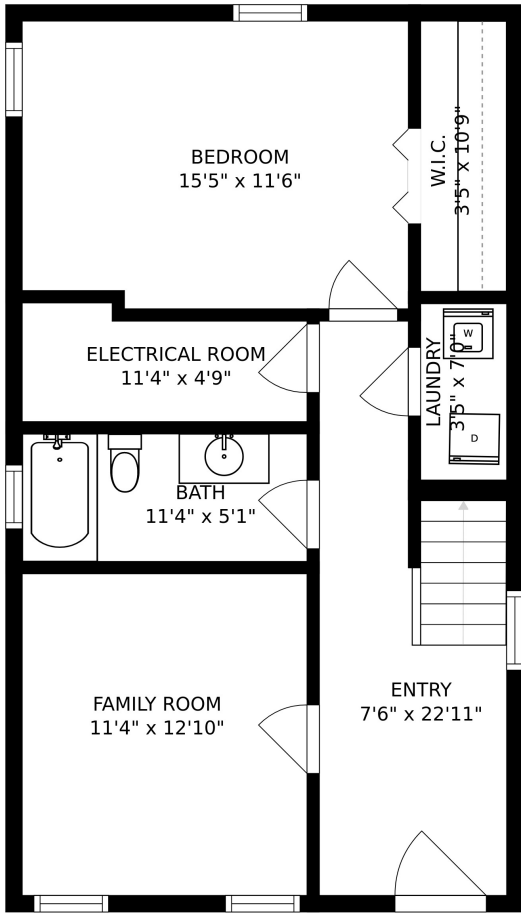 BEDROOM
15'5" x 11'6"
W.I.C.
3'5" x 10'9"
ELECTRICAL ROOM
11'4" x 4'9"
LAUNDRY
3'5" x 7'0"
W
D
BATH
11'4" x 5'1"
FAMILY ROOM
11'4" x 12'10"
ENTRY
7'6" x 22'11"